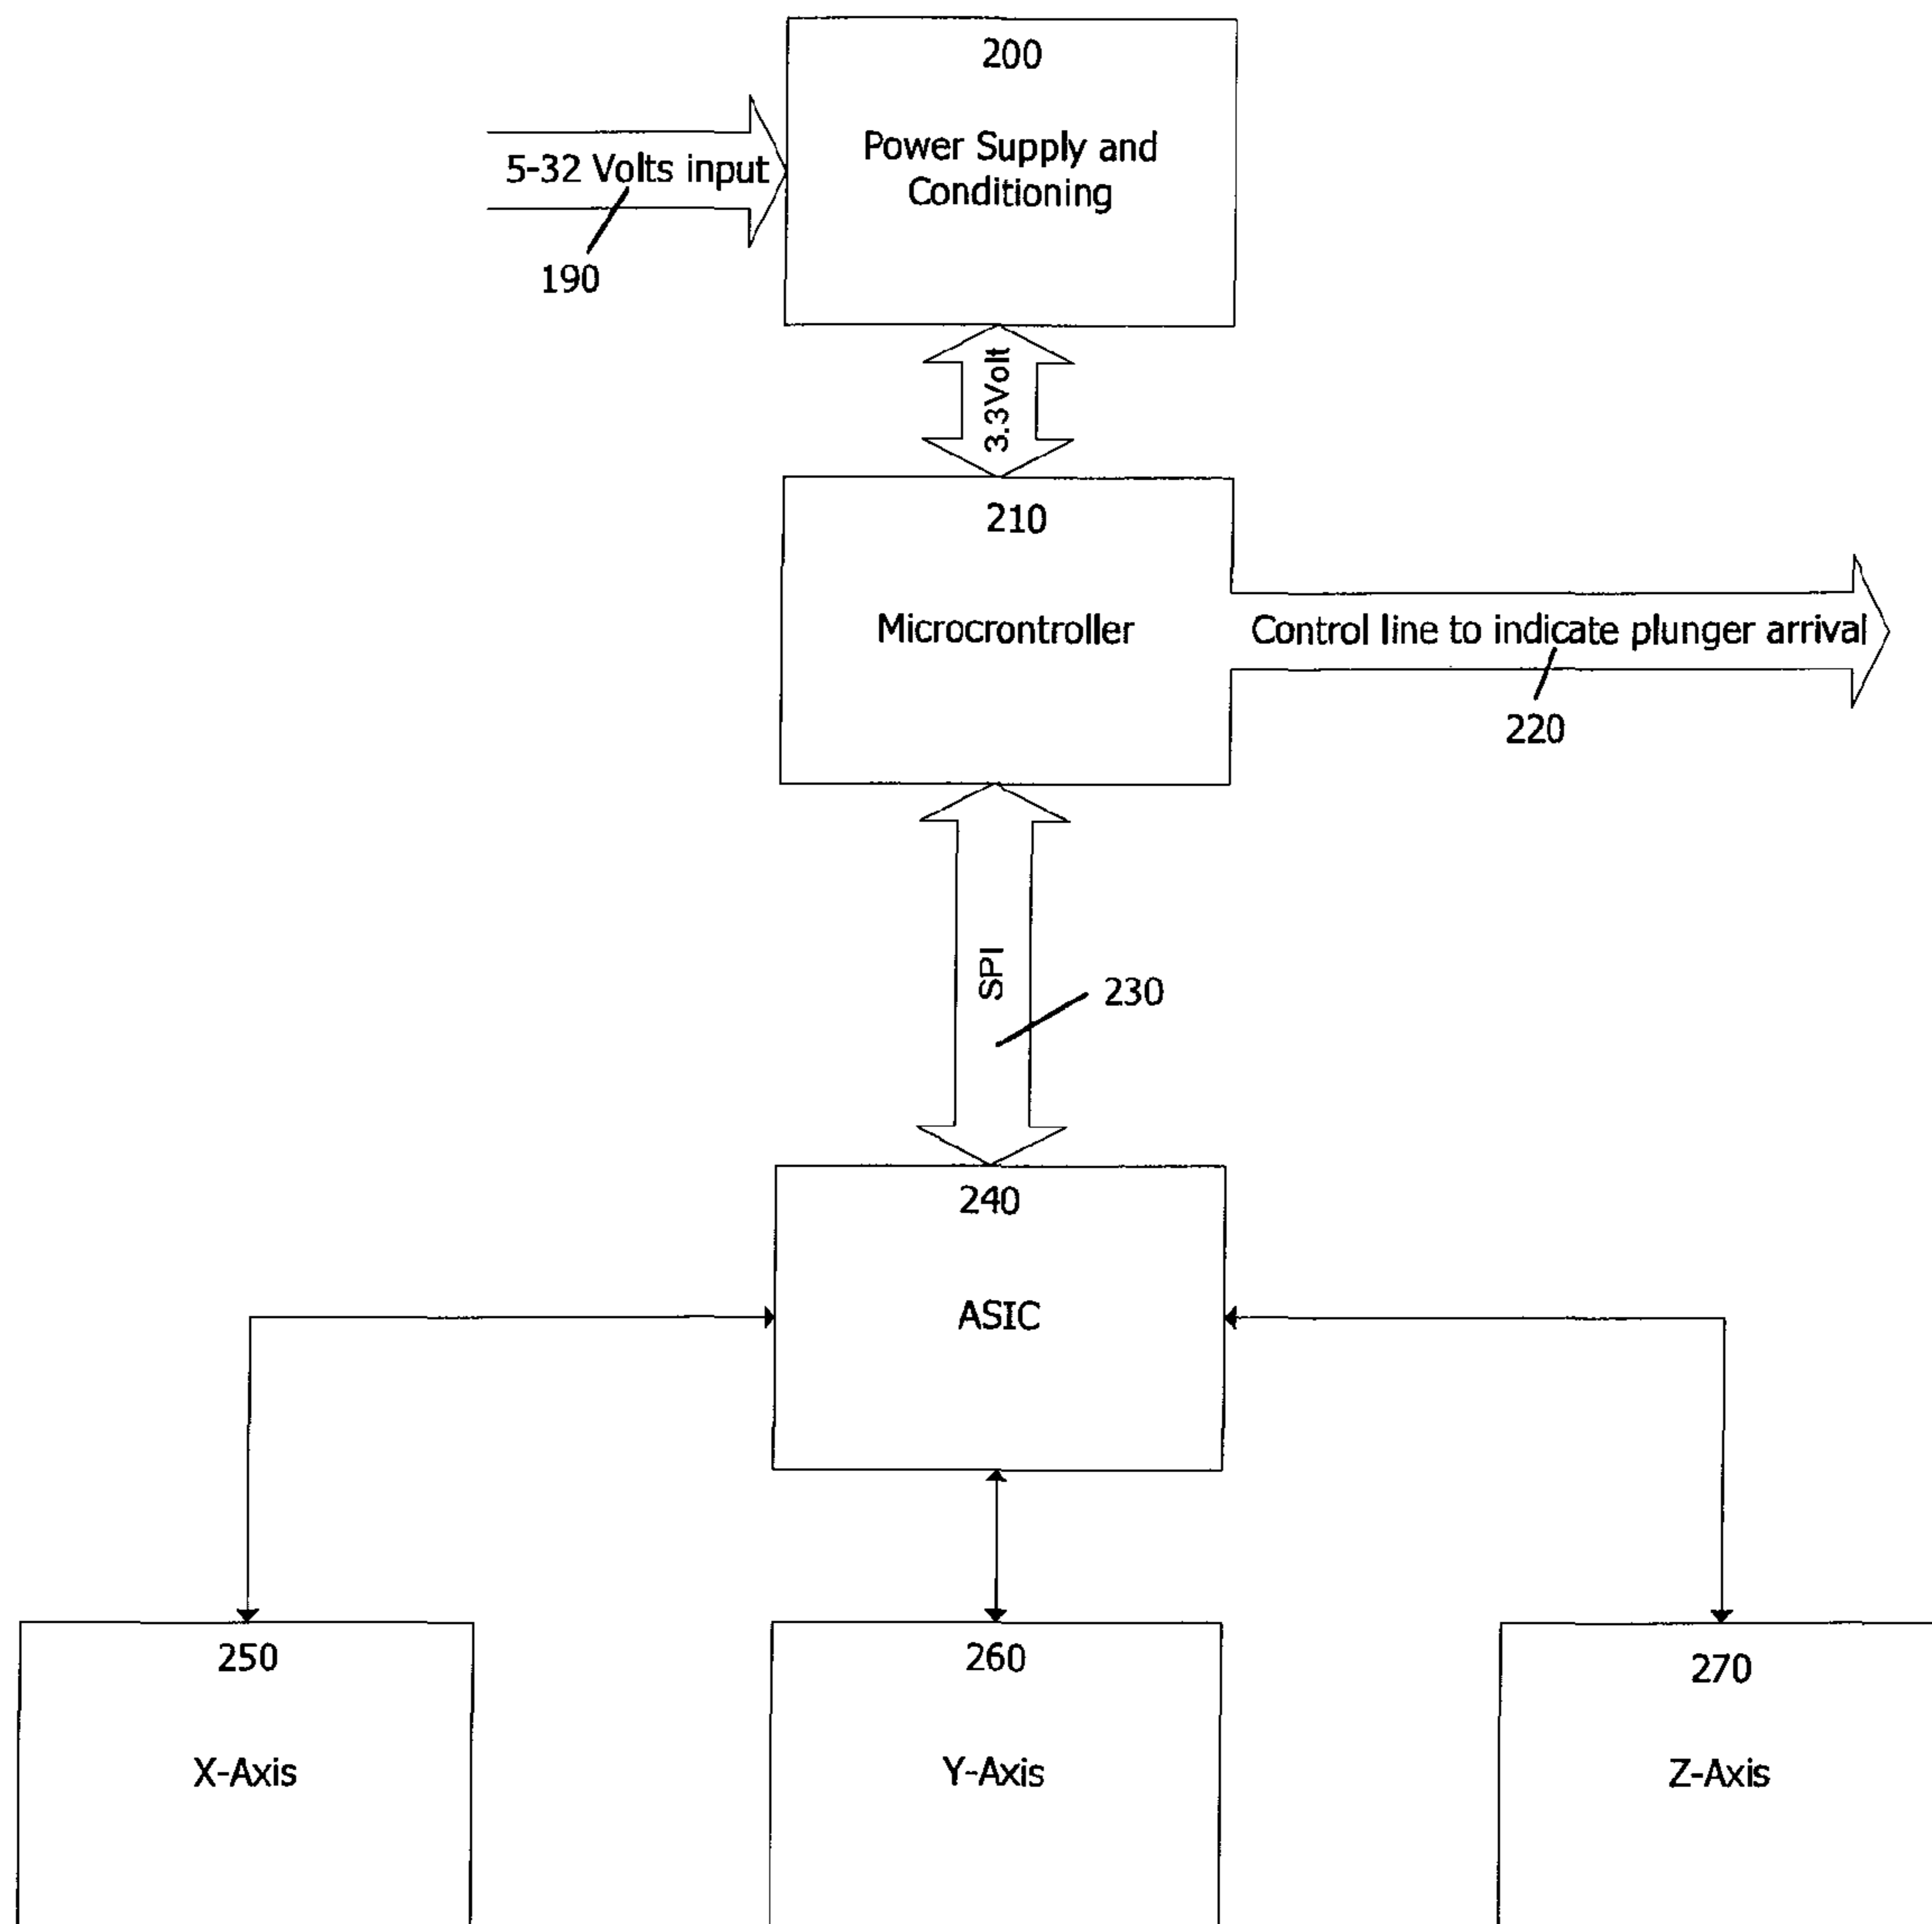 200
Power Supply and
Conditioning
5-32 Volts input
190
3.3Volt
210
Microcrontroller
Control line to indicate plunger arrival
220
SPI
230
240
ASIC
250
X-Axis
260
Y-Axis
270
Z-Axis